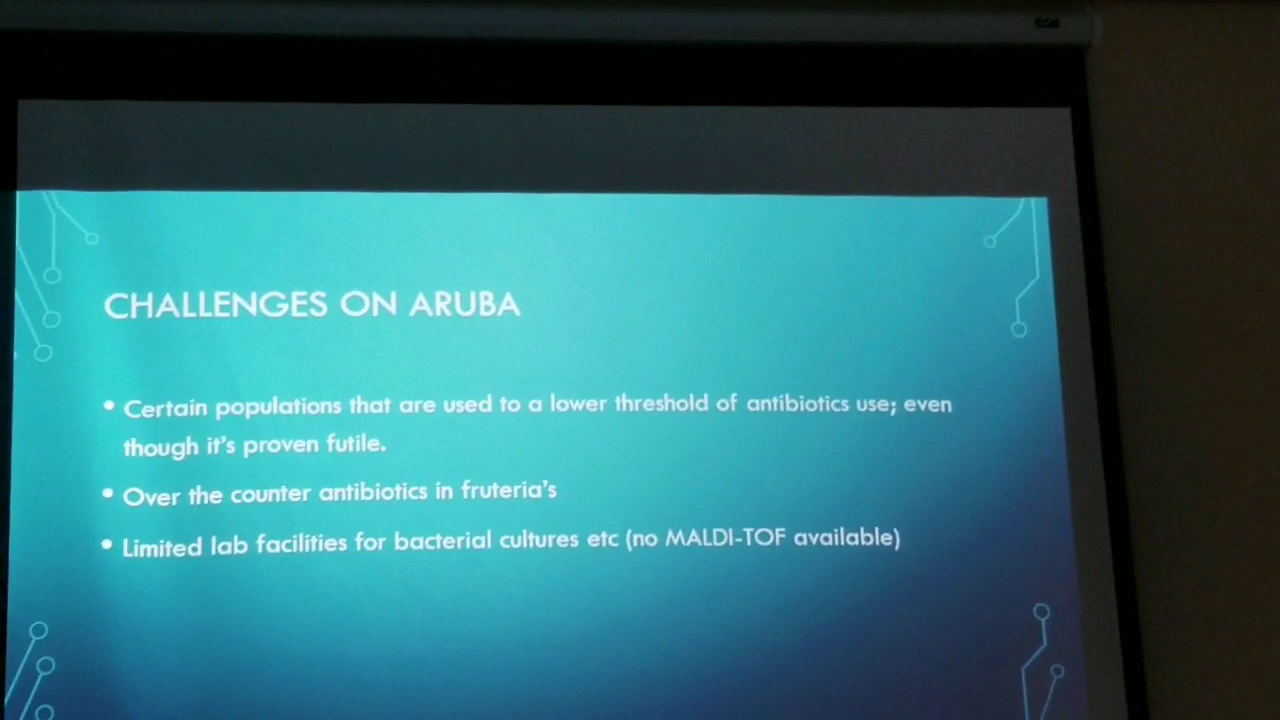 CHALLENGES ON ARUBA
• Certain populations that are used to a lower threshold of antibiotics use; even
though it's proven futile.
• Over the counter antibiotics in fruteria's
• Limited lab facilities for bacterial cultures etc (no MALDI-TOF available)